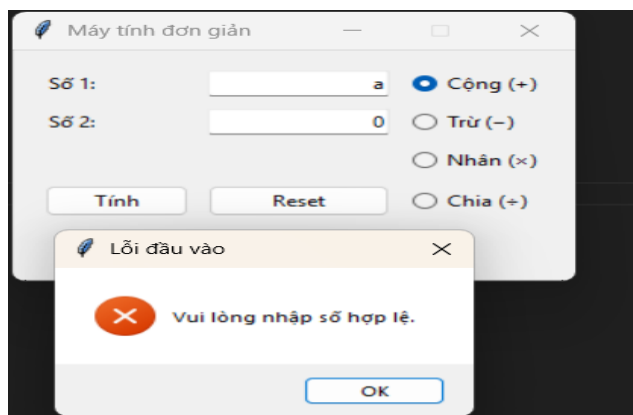 Máy tính đơn giản
Số 1: a Cộng (+)
Số 2: 0 Trừ (−)
Nhân (×)
Tính Reset Chia (÷)
Lỗi đầu vào
Vui lòng nhập số hợp lệ.
OK